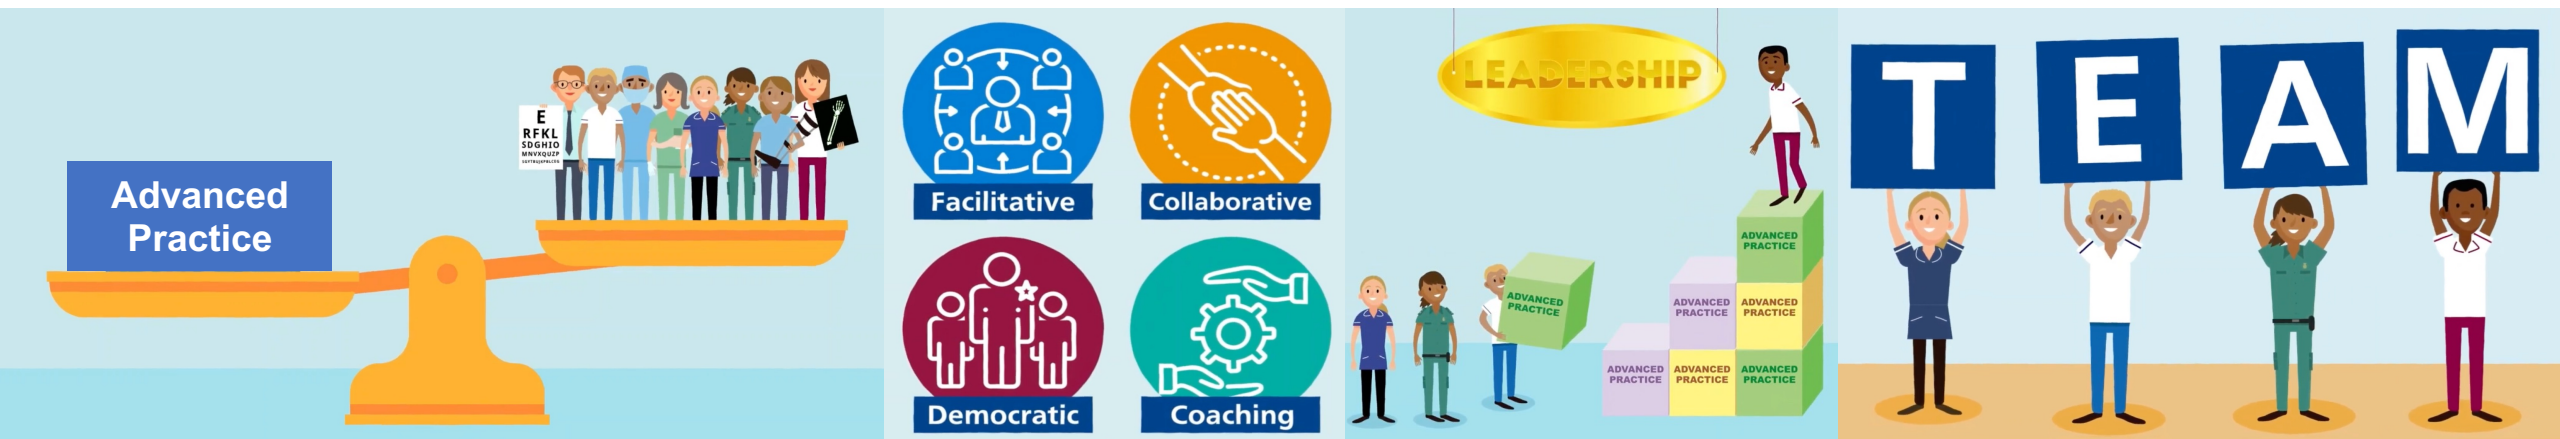 Advanced
Practice
E
RFKL
SDGHIO
MNVXQUZP
Facilitative
Collaborative
Democratic
Coaching
LEADERSHIP
ADVANCED
PRACTICE
ADVANCED
PRACTICE
ADVANCED
PRACTICE
ADVANCED
PRACTICE
ADVANCED
PRACTICE
ADVANCED
PRACTICE
ADVANCED
PRACTICE
T E A M